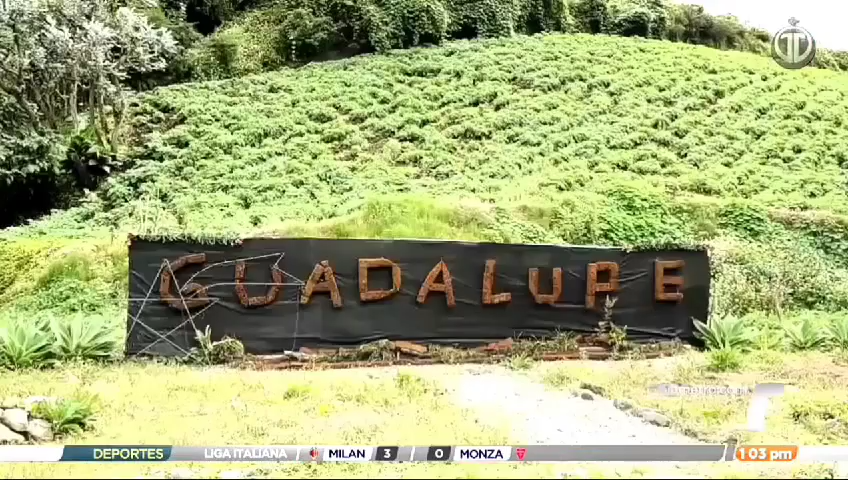 GUADALUPE
DEPORTES LIGA ITALIANA MILAN 3 0 MONZA 1:03 pm